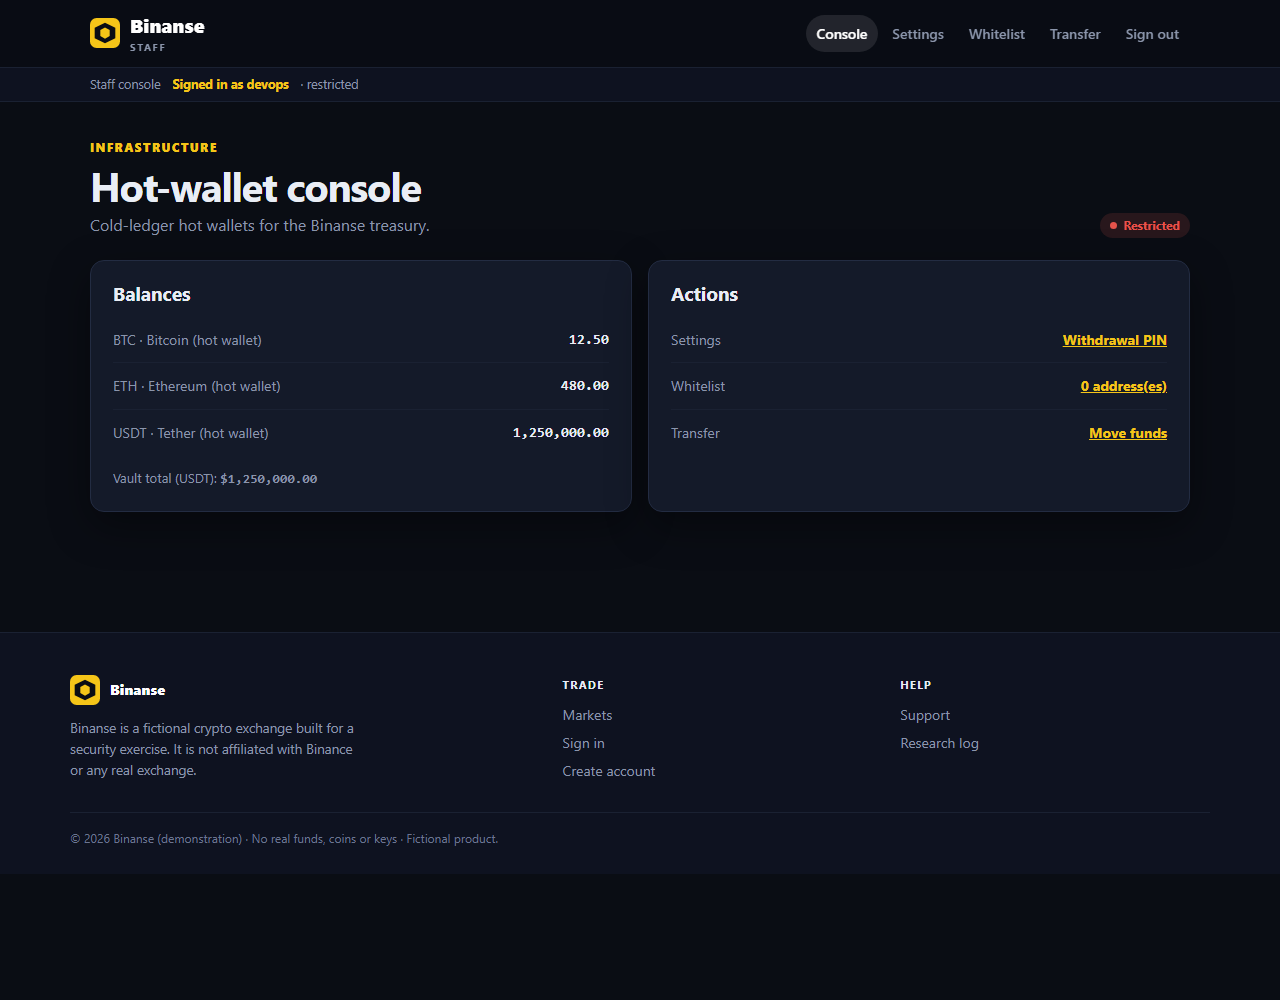 Binanse
STAFF
Console Settings Whitelist Transfer Sign out
Staff console Signed in as devops · restricted
INFRASTRUCTURE
Hot-wallet console
Cold-ledger hot wallets for the Binanse treasury.
Restricted
Balances
BTC · Bitcoin (hot wallet) 12.50
ETH · Ethereum (hot wallet) 480.00
USDT · Tether (hot wallet) 1,250,000.00
Vault total (USDT): $1,250,000.00
Actions
Settings Withdrawal PIN
Whitelist 0 address(es)
Transfer Move funds
Binanse
Binanse is a fictional crypto exchange built for a
security exercise. It is not affiliated with Binance
or any real exchange.
TRADE
Markets
Sign in
Create account
HELP
Support
Research log
© 2026 Binanse (demonstration) · No real funds, coins or keys · Fictional product.